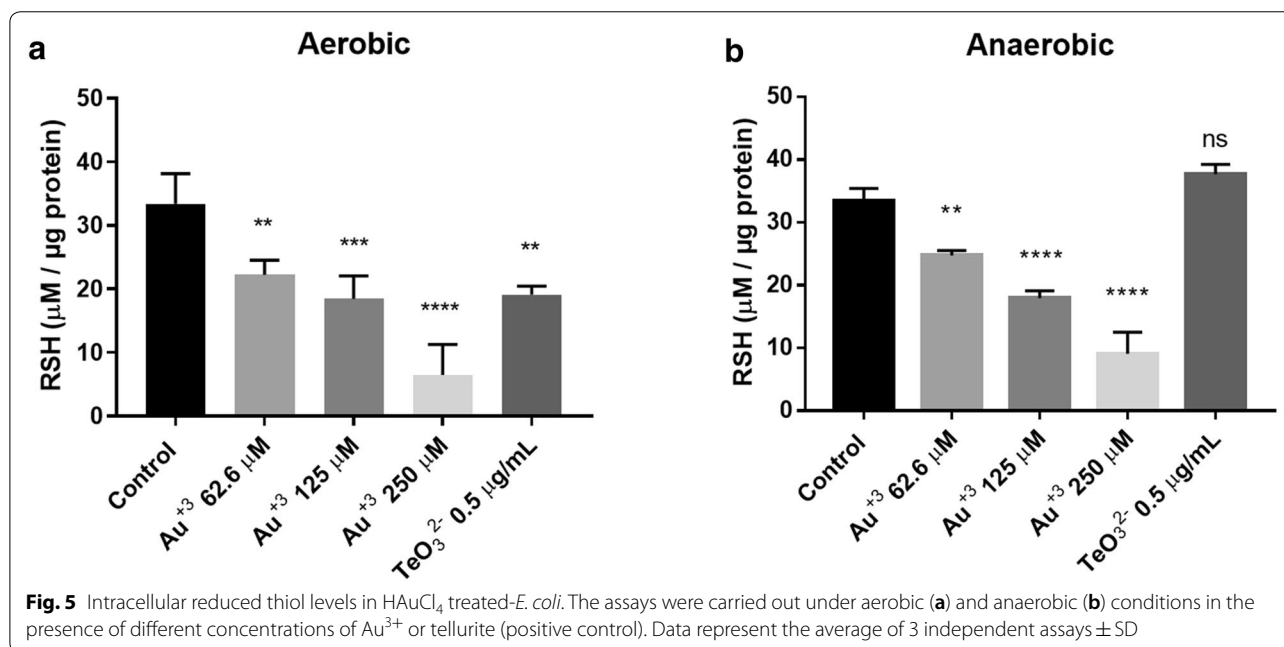 a
Aerobic
RSH (μM / μg protein)
50
40
30
20
10
0
**
***
****
**
Control
Au+3 62.6 μM
Au+3 125 μM
Au+3 250 μM
TeO32- 0.5 μg/mL
b
Anaerobic
RSH (μM / μg protein)
50
40
30
20
10
0
**
****
****
ns
Control
Au+3 62.6 μM
Au+3 125 μM
Au+3 250 μM
TeO32- 0.5 μg/mL
Fig. 5 Intracellular reduced thiol levels in HAuCl4 treated-E. coli. The assays were carried out under aerobic (a) and anaerobic (b) conditions in the
presence of different concentrations of Au3+ or tellurite (positive control). Data represent the average of 3 independent assays ± SD